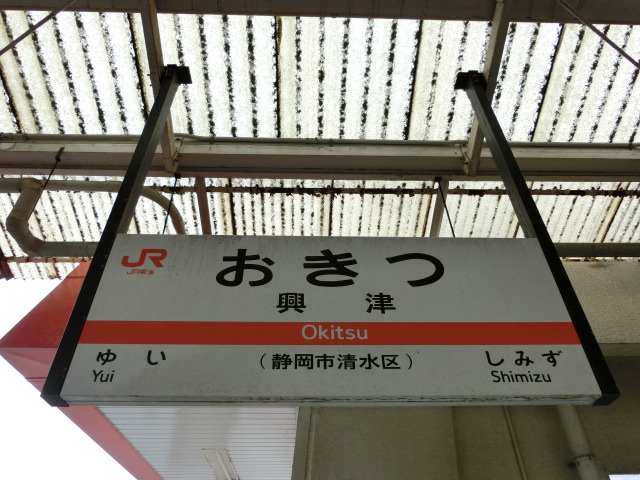 JR
JR東海
おきつ
興津
Okitsu
ゆい
（静岡市清水区）
しみず
Yui
Shimizu